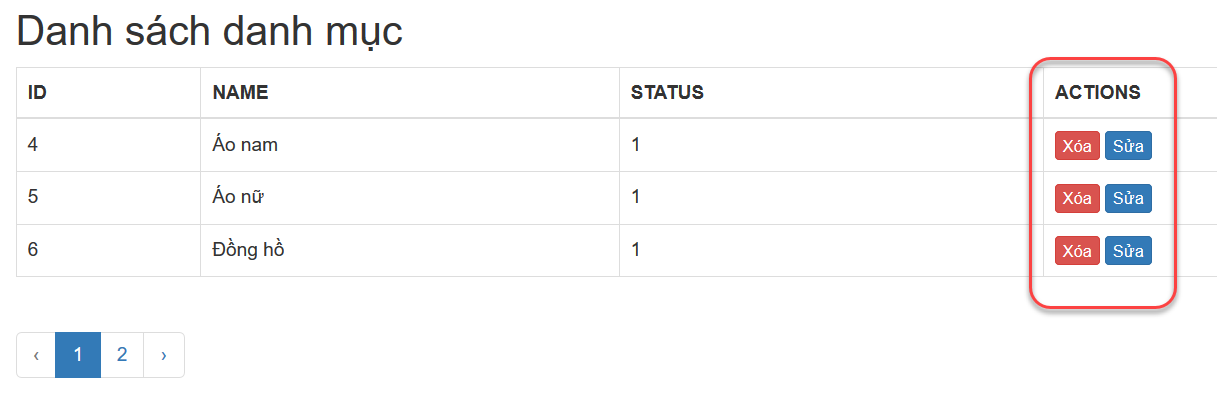 Danh sách danh mục
ID NAME STATUS ACTIONS
4 Áo nam 1 Xóa Sửa
5 Áo nữ 1 Xóa Sửa
6 Đồng hồ 1 Xóa Sửa
‹ 1 2 ›